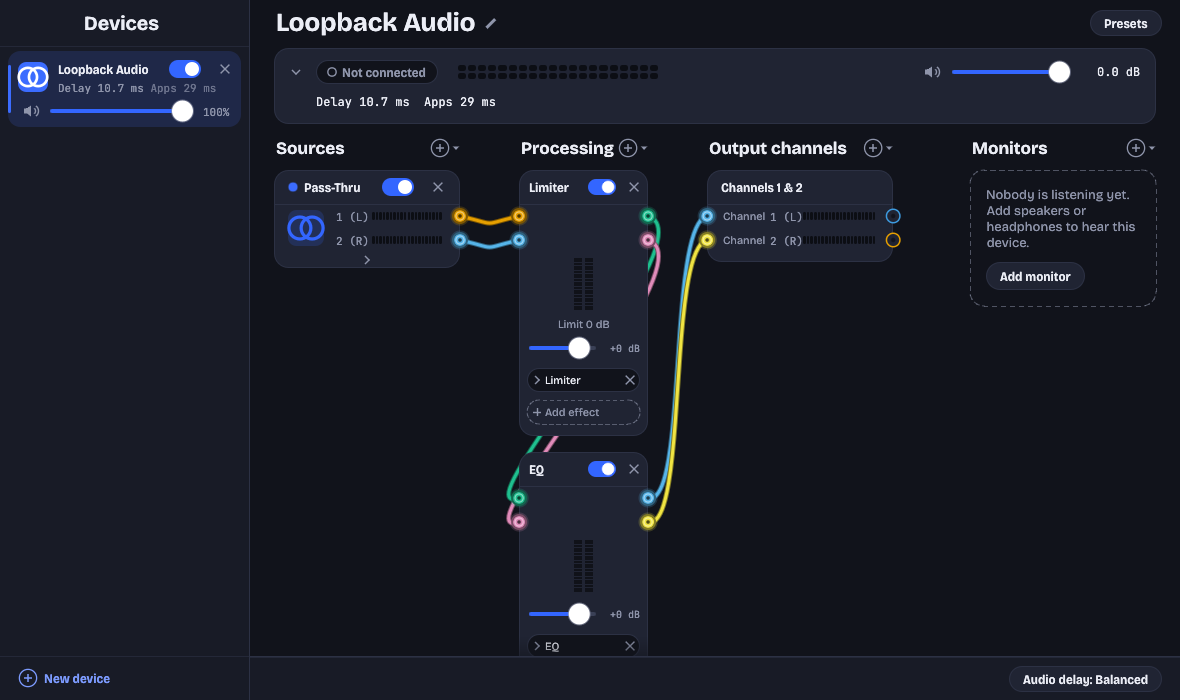 Devices
Loopback Audio
Delay 10.7 ms Apps 29 ms
100%
New device
Loopback Audio
Presets
Not connected
0.0 dB
Delay 10.7 ms Apps 29 ms
Sources
Processing
Output channels
Monitors
Pass-Thru
1 (L)
2 (R)
Limiter
Limit 0 dB
+0 dB
Limiter
+ Add effect
EQ
+0 dB
EQ
Channels 1 & 2
Channel 1 (L)
Channel 2 (R)
Nobody is listening yet.
Add speakers or
headphones to hear this
device.
Add monitor
Audio delay: Balanced